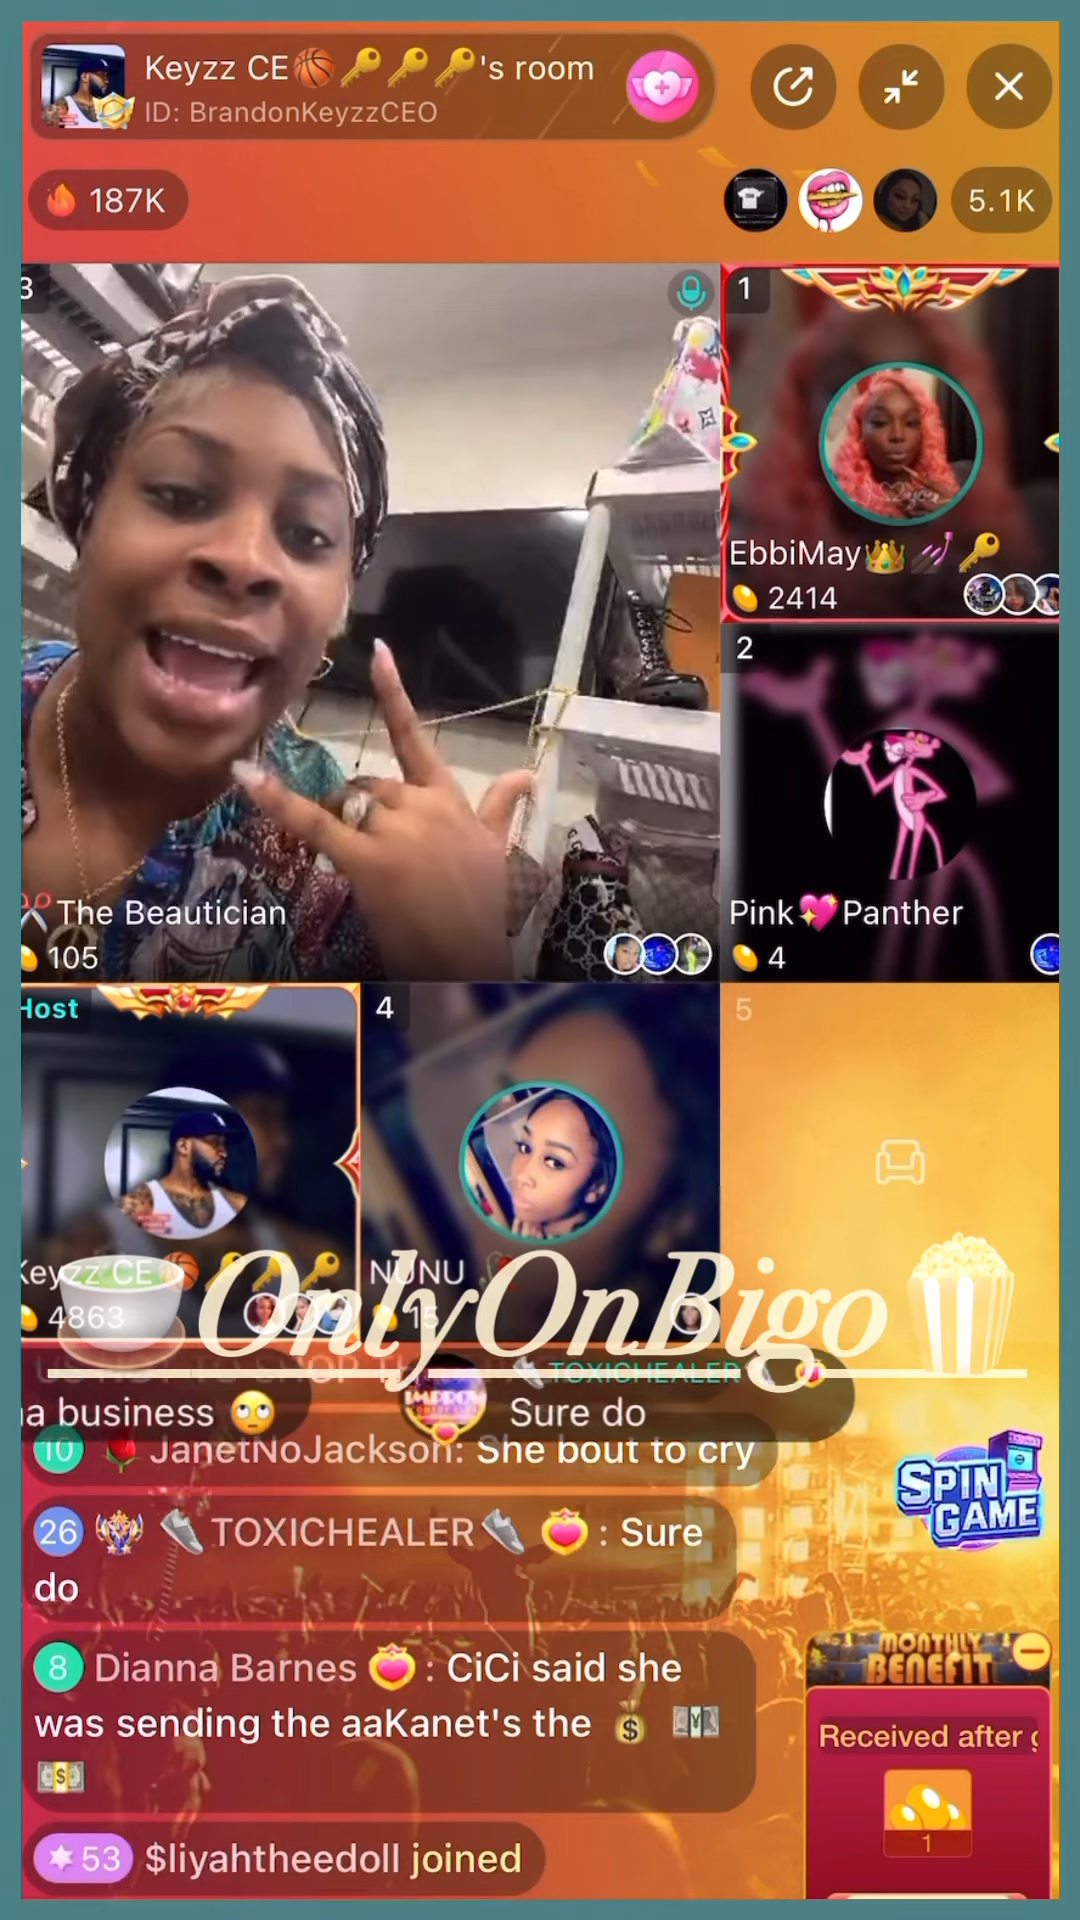 Keyzz CE🏀🔑🔑🔑's room
ID: BrandonKeyzzCEO
187K
5.1K
3
1
EbbiMay👑💅🏿🔑
2414
2
✂️The Beautician
105
Pink💖Panther
4
Host
4
5
Keyzz CE🏀🔑🔑🔑
NUNU
4863
15
OnlyOnBigo
TOXICHEALER
business 🙄
Sure do
10 🌹 JanetNoJackson: She bout to cry
SPIN
GAME
26 TOXICHEALER : Sure
do
MONTHLY
BENEFIT
8 Dianna Barnes : CiCi said she
was sending the aaKanet's the 💰 💴
💵
Received after
1
53 $liyahtheedoll joined